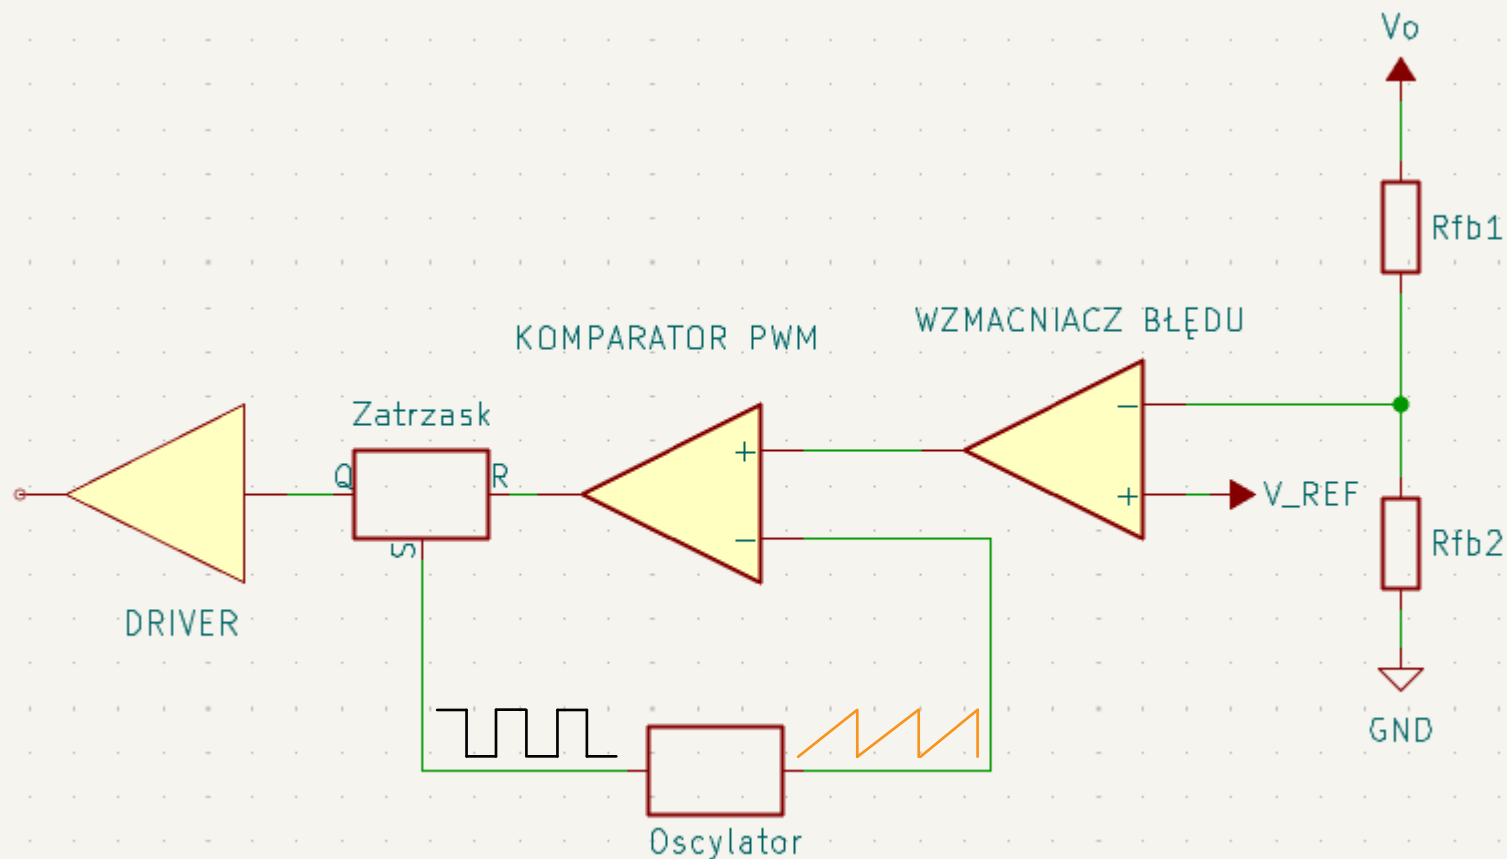 Vo
Rfb1
WZMACNIACZ BŁĘDU
KOMPARATOR PWM
Zatrzask
−
+
Q
R
+
V_REF
−
Rfb2
S
DRIVER
GND
Oscylator